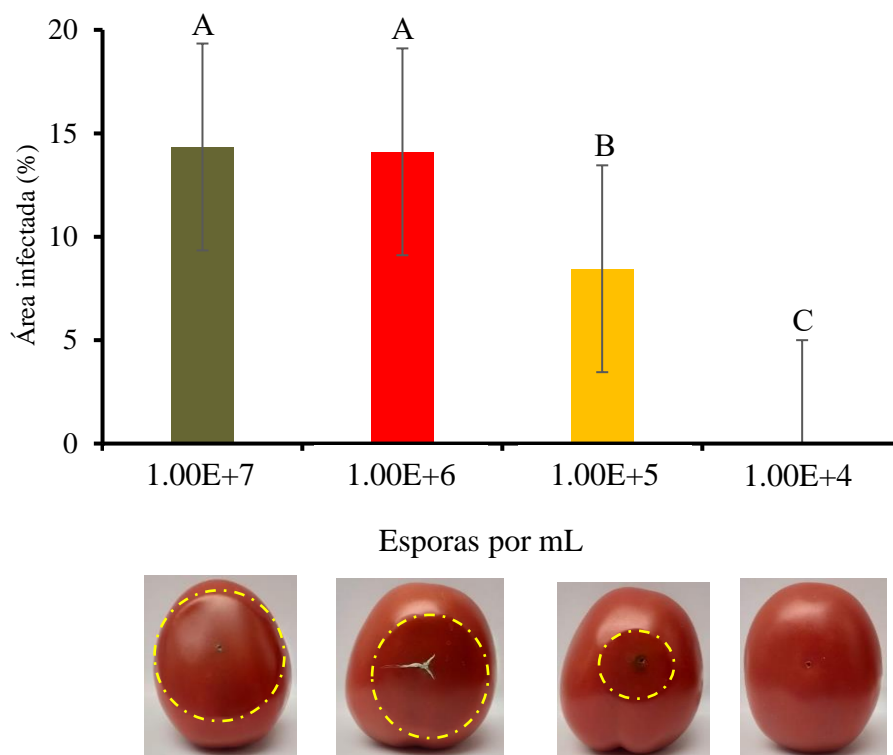 20
15
10
5
0
Área infectada (%)
A
A
B
C
1.00E+7
1.00E+6
1.00E+5
1.00E+4
Esporas por mL